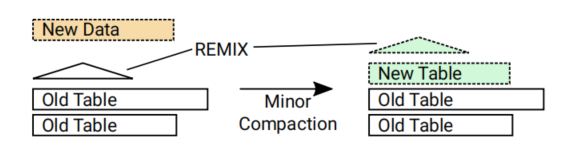 New Data
REMIX
New Table
Old Table
Old Table
Minor
Compaction
Old Table
Old Table